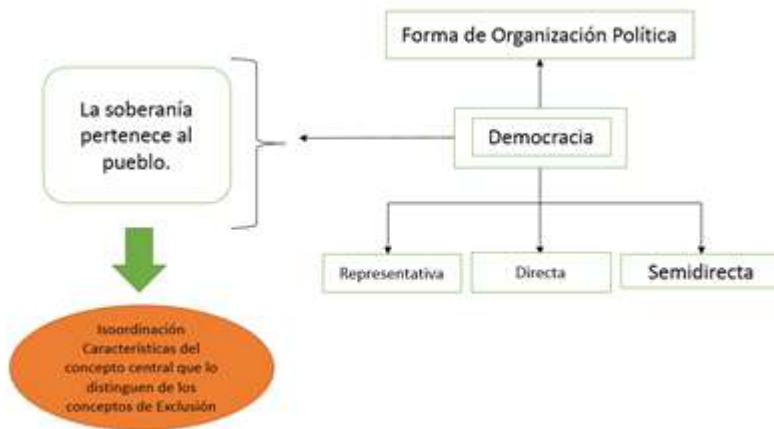 Forma de Organización Política
La soberanía
pertenece al
pueblo.
Democracia
Representativa
Directa
Semidirecta
Isoordinación
Características del
concepto central que lo
distinguen de los
conceptos de Exclusión